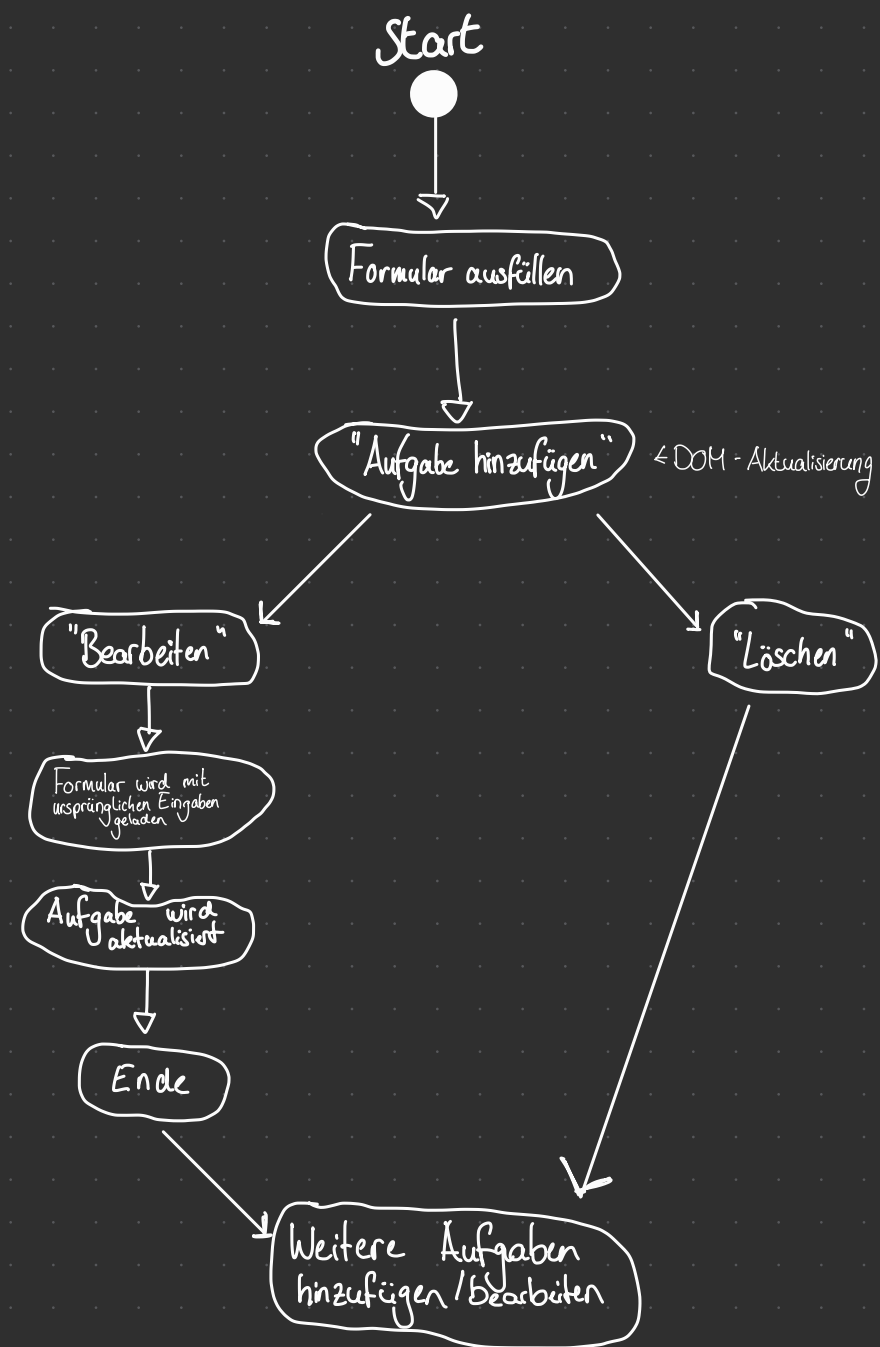 Start
Formular ausfüllen
"Aufgabe hinzufügen"
← DOM - Aktualisierung
"Bearbeiten"
"Löschen"
Formular wird mit
ursprünglichen Eingaben
geladen
Aufgabe wird
aktualisiert
Ende
Weitere Aufgaben
hinzufügen/bearbeiten